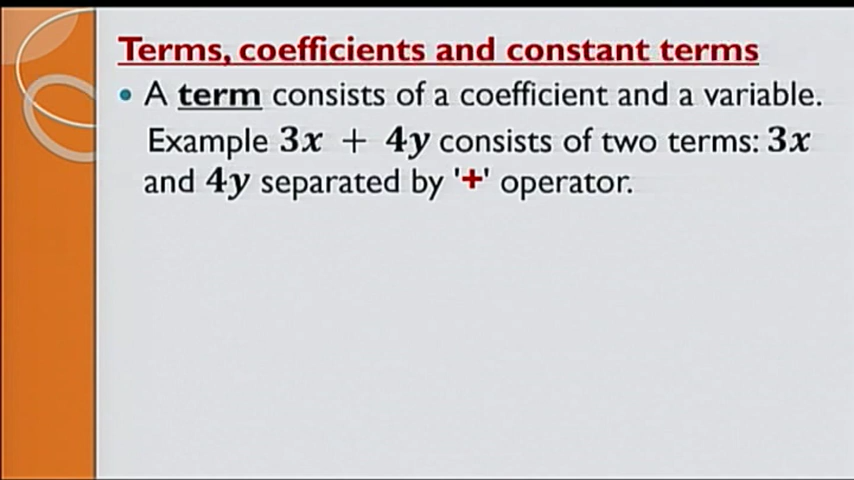 Terms, coefficients and constant terms
• A term consists of a coefficient and a variable.
Example 3x + 4y consists of two terms: 3x
and 4y separated by '+' operator.